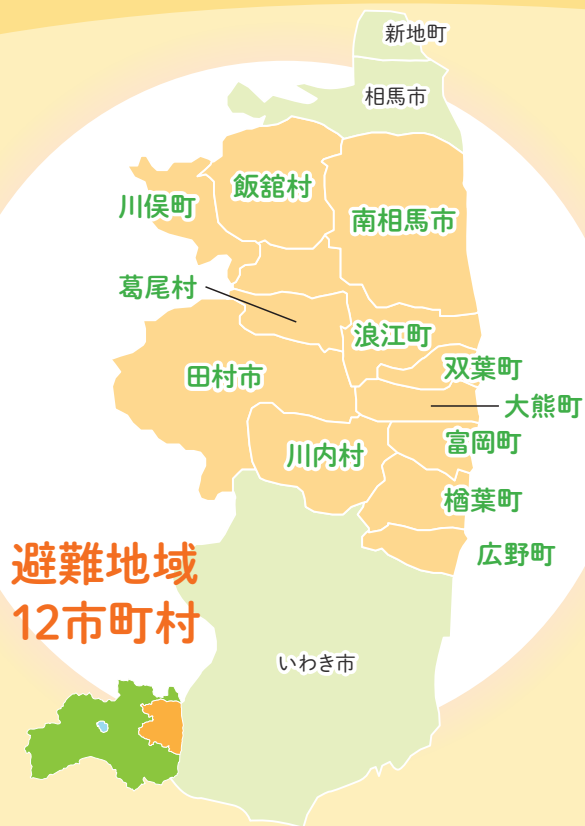 新地町
相馬市
飯舘村
川俣町
南相馬市
葛尾村
浪江町
双葉町
田村市
大熊町
富岡町
川内村
楢葉町
広野町
避難地域
12市町村
いわき市